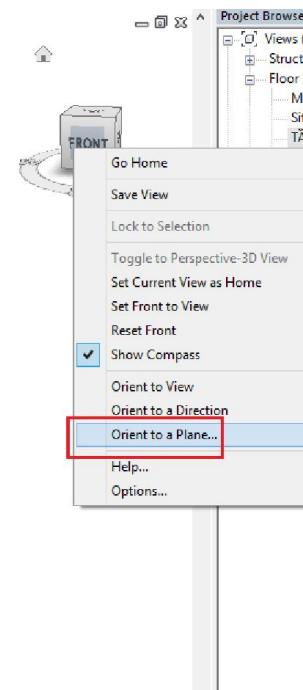 Project Browse
Views (
Struct
Floor
M
Sit
TÃ
FRONT
Go Home
Save View
Lock to Selection
Toggle to Perspective-3D View
Set Current View as Home
Set Front to View
Reset Front
Show Compass
Orient to View
Orient to a Direction
Orient to a Plane...
Help...
Options...